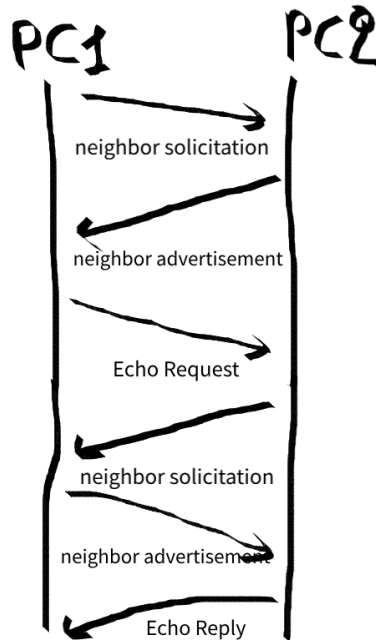 PC1 PC2
neighbor solicitation
neighbor advertisement
Echo Request
neighbor solicitation
neighbor advertisement
Echo Reply